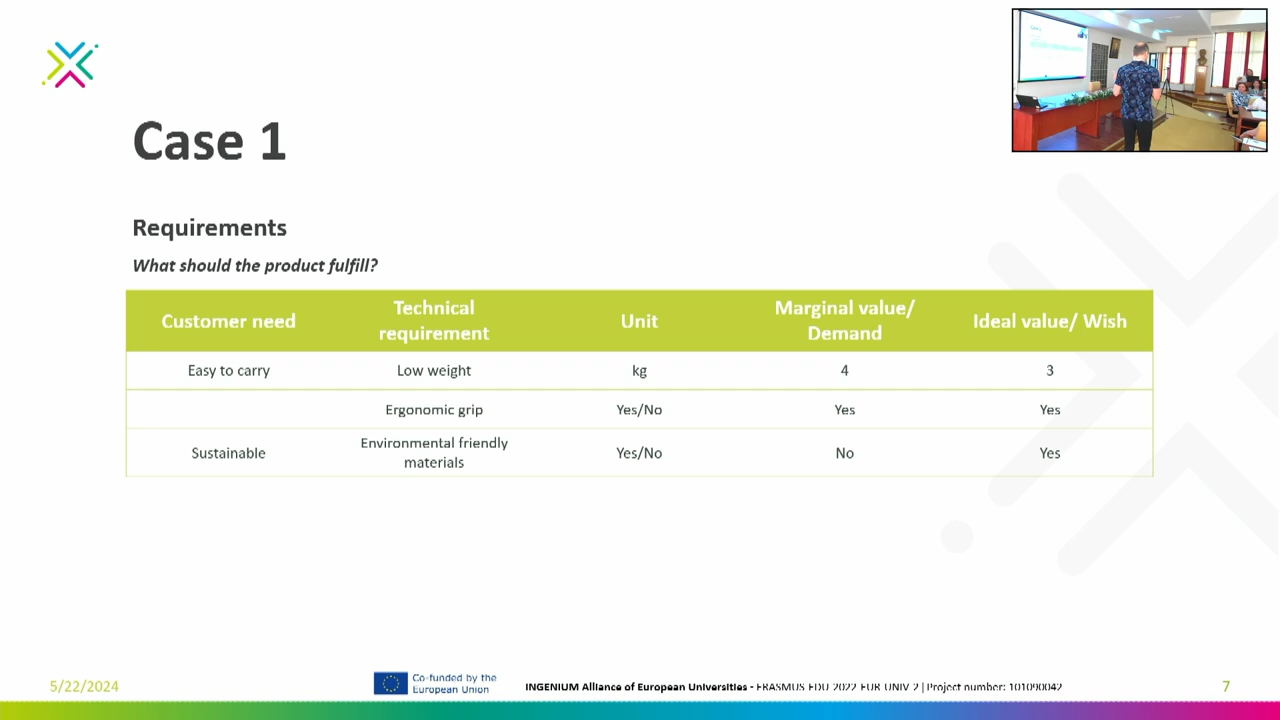 Case 1
Requirements
What should the product fulfill?
Customer need
Technical
requirement
Unit
Marginal value/
Demand
Ideal value/ Wish
Easy to carry
Low weight
kg
4
3
Ergonomic grip
Yes/No
Yes
Yes
Sustainable
Environmental friendly
materials
Yes/No
No
Yes
5/22/2024
Co-funded by the
European Union
INGENIUM Alliance of European Universities - ERASMUS EDU 2022 EUR UNIV 2 | Project number: 101090042
7